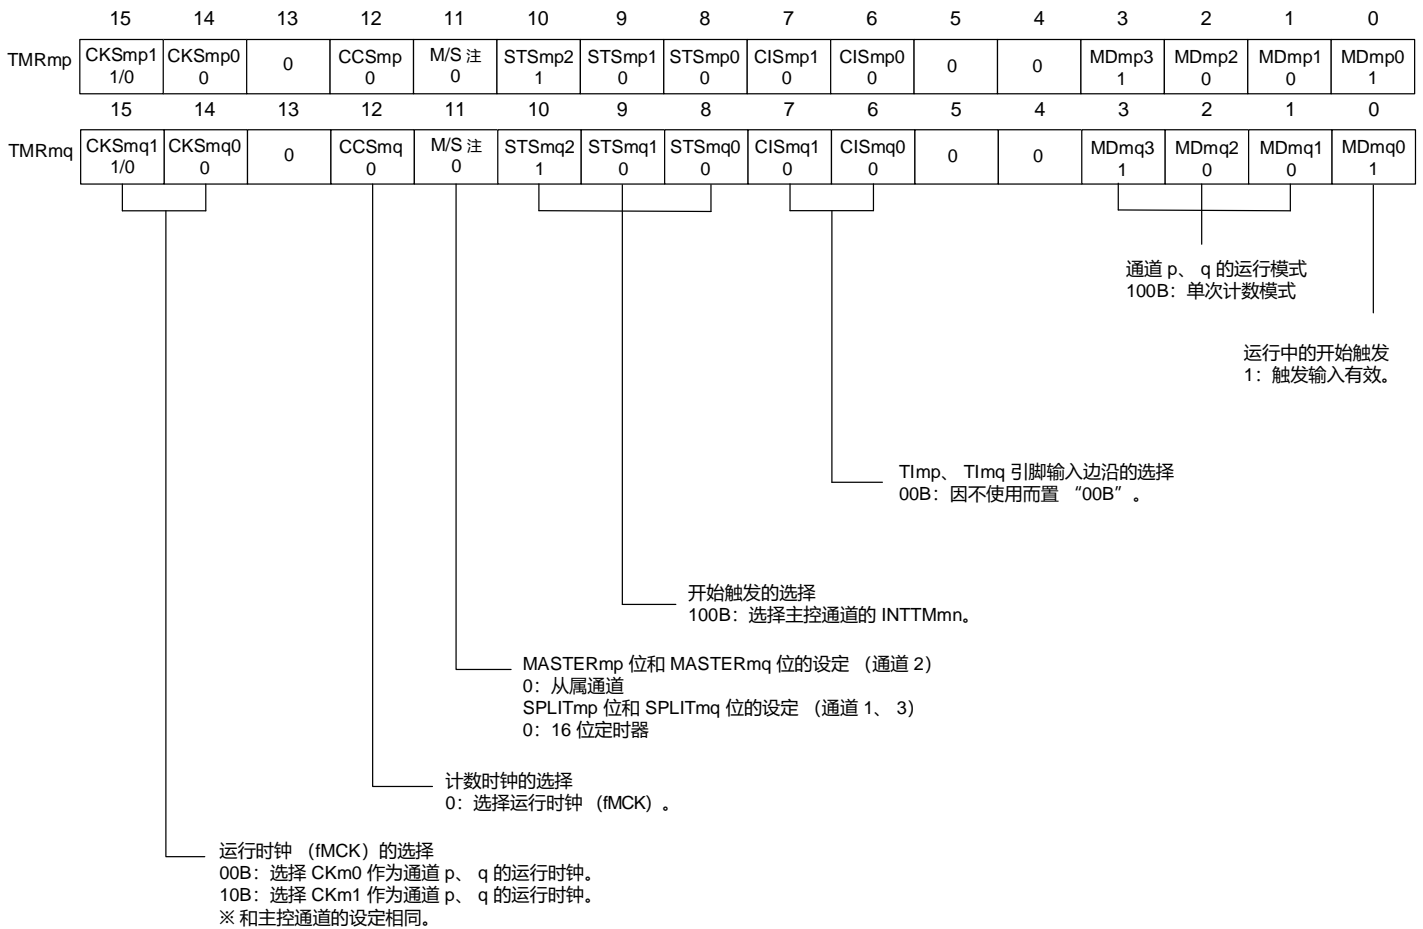 15 14 13 12 11 10 9 8 7 6 5 4 3 2 1 0
TMRmp CKSmp1 CKSmp0 0 CCSmp M/S 注 STSmp2 STSmp1 STSmp0 CISmp1 CISmp0 0 0 MDmp3 MDmp2 MDmp1 MDmp0
1/0 0 0 0 1 0 0 0 0 1 0 0 1
15 14 13 12 11 10 9 8 7 6 5 4 3 2 1 0
TMRmq CKSmq1 CKSmq0 0 CCSmq M/S 注 STSmq2 STSmq1 STSmq0 CISmq1 CISmq0 0 0 MDmq3 MDmq2 MDmq1 MDmq0
1/0 0 0 0 1 0 0 0 0 1 0 0 1
通道 p、 q 的运行模式
100B：单次计数模式
运行中的开始触发
1：触发输入有效。
TImp、 TImq 引脚输入边沿的选择
00B：因不使用而置 “00B”。
开始触发的选择
100B：选择主控通道的 INTTMmn。
MASTERmp 位和 MASTERmq 位的设定 （通道 2）
0：从属通道
SPLITmp 位和 SPLITmq 位的设定 （通道 1、 3）
0：16 位定时器
计数时钟的选择
0：选择运行时钟 （fMCK）。
运行时钟 （fMCK）的选择
00B：选择 CKm0 作为通道 p、 q 的运行时钟。
10B：选择 CKm1 作为通道 p、 q 的运行时钟。
※ 和主控通道的设定相同。